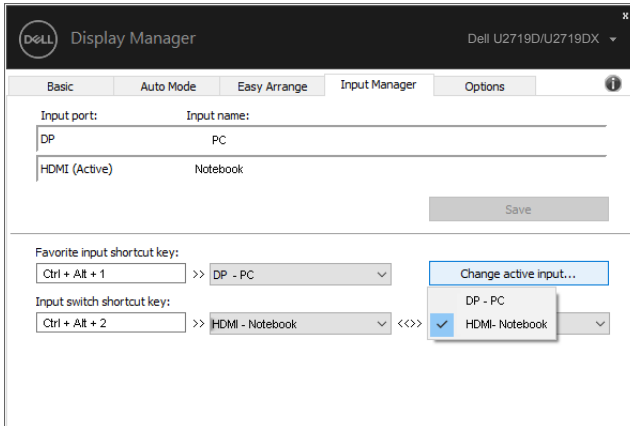 x
DELL Display Manager Dell U2719D/U2719DX
Basic Auto Mode Easy Arrange Input Manager Options i
Input port: Input name:
DP PC
HDMI (Active) Notebook
Save
Favorite input shortcut key:
Ctrl + Alt + 1 >> DP - PC Change active input...
Input switch shortcut key:
DP - PC
Ctrl + Alt + 2 >> HDMI - Notebook <<>> HDMI- Notebook